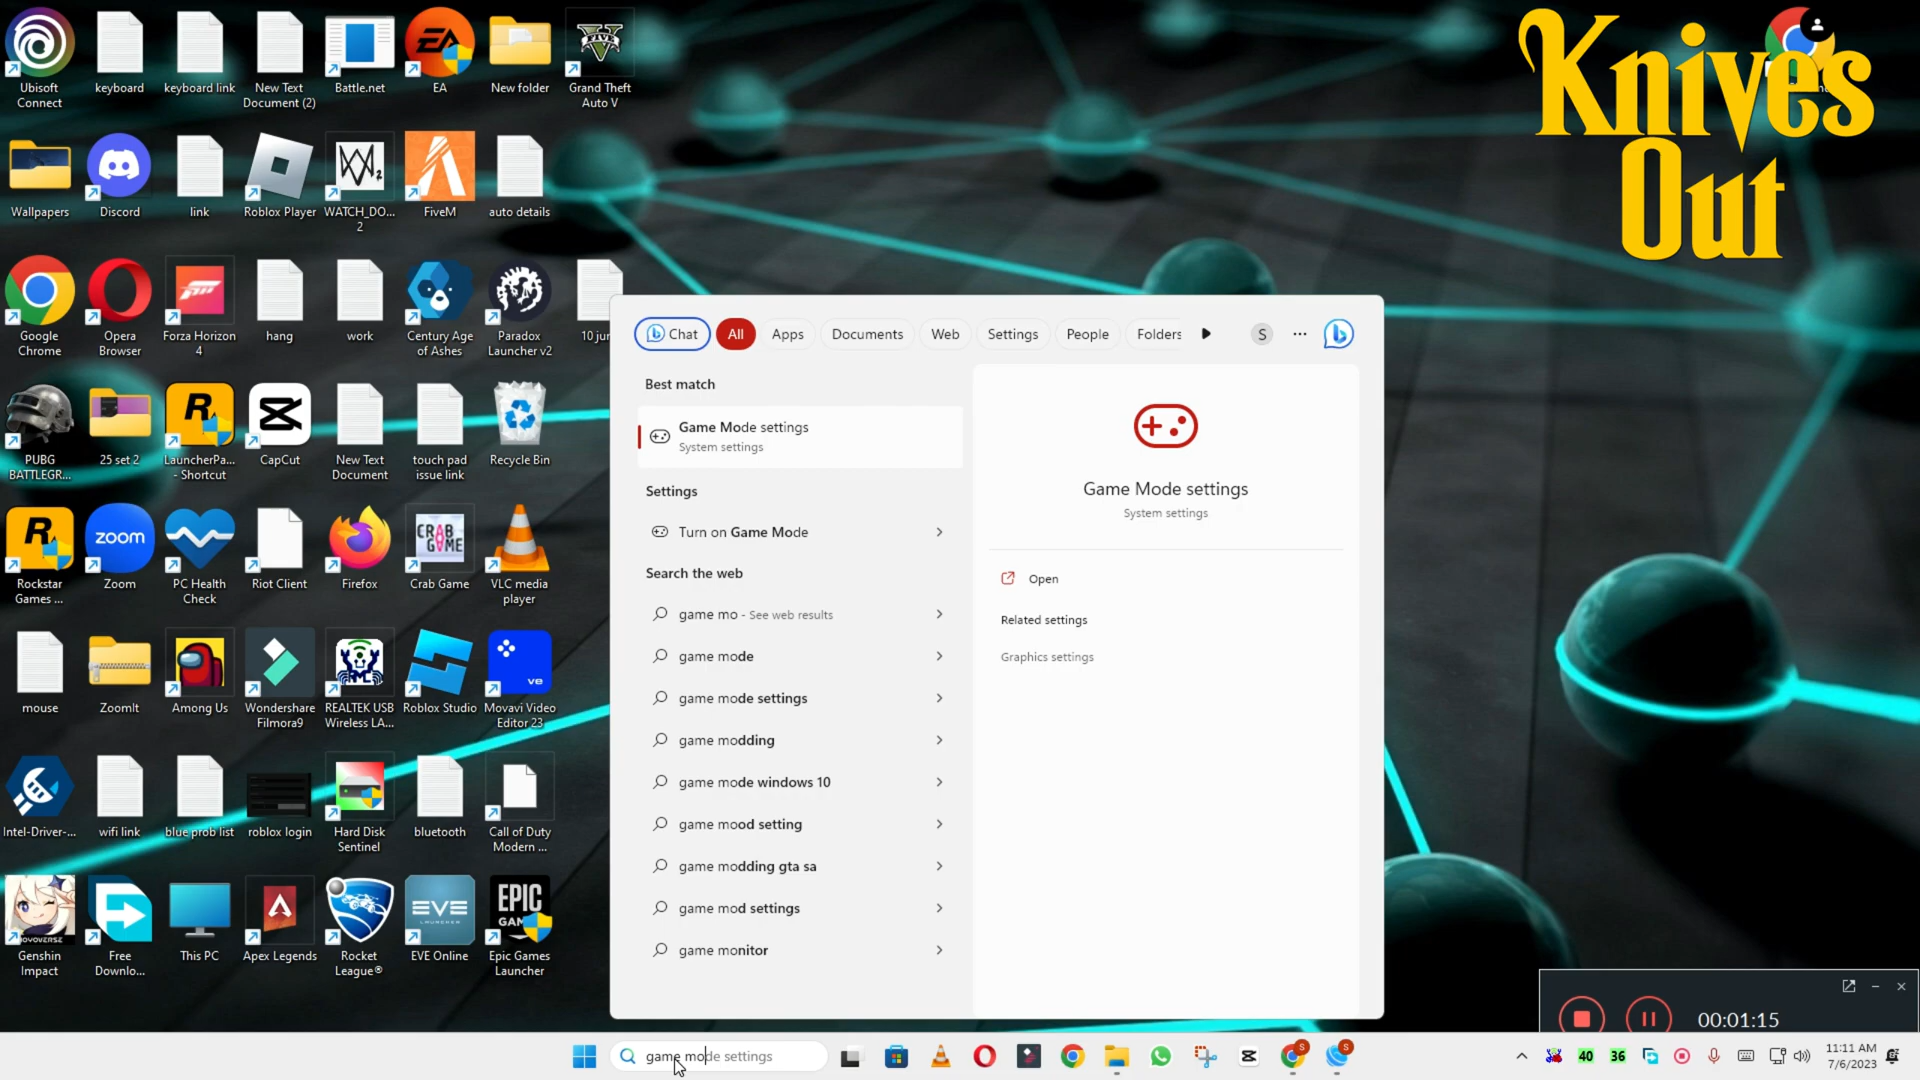 Knives
Out
Ubisoft
Connect
keyboard
keyboard link
New Text
Document (2)
Battle.net
EA
New folder
Grand Theft
Auto V
Wallpapers
Discord
link
Roblox Player
WATCH_DO...
2
FiveM
auto details
Google
Chrome
Opera
Browser
Forza Horizon
4
hang
work
Century Age
of Ashes
Paradox
Launcher v2
10 jun
PUBG
BATTLEGR...
25 set 2
LauncherPa...
- Shortcut
CapCut
New Text
Document
touch pad
issue link
Recycle Bin
Rockstar
Games ...
zoom
Zoom
PC Health
Check
Riot Client
Firefox
CRAB
GAME
Crab Game
VLC media
player
mouse
ZoomIt
Among Us
Wondershare
Filmora9
REALTEK USB
Wireless LA...
Roblox Studio
ve
Movavi Video
Editor 23
Intel-Driver-...
wifi link
blue prob list
roblox login
Hard Disk
Sentinel
bluetooth
Call of Duty
Modern ...
Genshin
Impact
Free
Downlo...
This PC
Apex Legends
Rocket
League®
EVE
EVE Online
EPIC
GAMES
Epic Games
Launcher
Chat
All
Apps
Documents
Web
Settings
People
Folders
S
Best match
Game Mode settings
System settings
Settings
Turn on Game Mode
Search the web
game mo - See web results
game mode
game mode settings
game modding
game mode windows 10
game mood setting
game modding gta sa
game mod settings
game monitor
Game Mode settings
System settings
Open
Related settings
Graphics settings
00:01:15
game mode settings
40
36
11:11 AM
7/6/2023